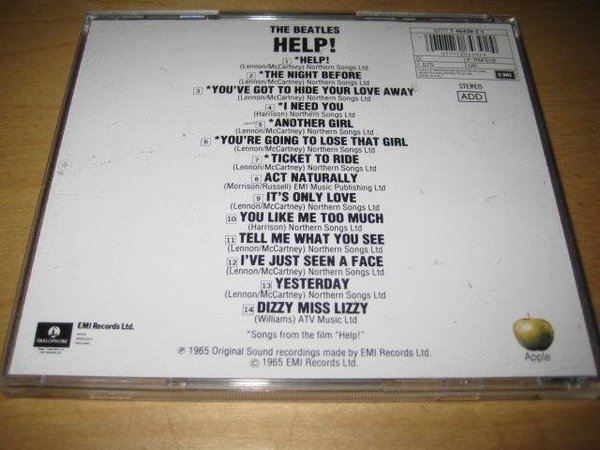 THE BEATLES
HELP!
1 *HELP!
(Lennon/McCartney) Northern Songs Ltd
2 *THE NIGHT BEFORE
(Lennon/McCartney) Northern Songs Ltd
3 *YOU'VE GOT TO HIDE YOUR LOVE AWAY
(Lennon/McCartney) Northern Songs Ltd
4 *I NEED YOU
(Harrison) Northern Songs Ltd
5 *ANOTHER GIRL
(Lennon/McCartney) Northern Songs Ltd
6 *YOU'RE GOING TO LOSE THAT GIRL
(Lennon/McCartney) Northern Songs Ltd
7 *TICKET TO RIDE
(Lennon/McCartney) Northern Songs Ltd
8 ACT NATURALLY
(Morrison/Russell) EMI Music Publishing Ltd
9 IT'S ONLY LOVE
(Lennon/McCartney) Northern Songs Ltd
10 YOU LIKE ME TOO MUCH
(Harrison) Northern Songs Ltd
11 TELL ME WHAT YOU SEE
(Lennon/McCartney) Northern Songs Ltd
12 I'VE JUST SEEN A FACE
(Lennon/McCartney) Northern Songs Ltd
13 YESTERDAY
(Lennon/McCartney) Northern Songs Ltd
14 DIZZY MISS LIZZY
(Williams) ATV Music Ltd
*Songs from the film "Help!"
℗ 1965 Original Sound recordings made by EMI Records Ltd.
© 1965 EMI Records Ltd.
EMI
STEREO
ADD
PARLOPHONE
EMI Records Ltd.
Apple